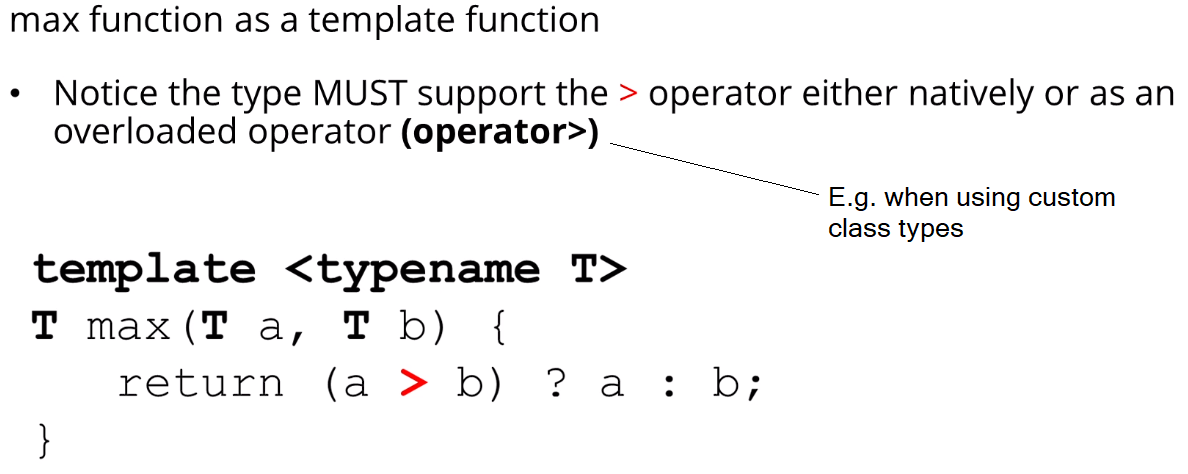 max function as a template function
• Notice the type MUST support the > operator either natively or as an
overloaded operator (operator>)
E.g. when using custom
class types
template <typename T>
T max(T a, T b) {
   return (a > b) ? a : b;
}